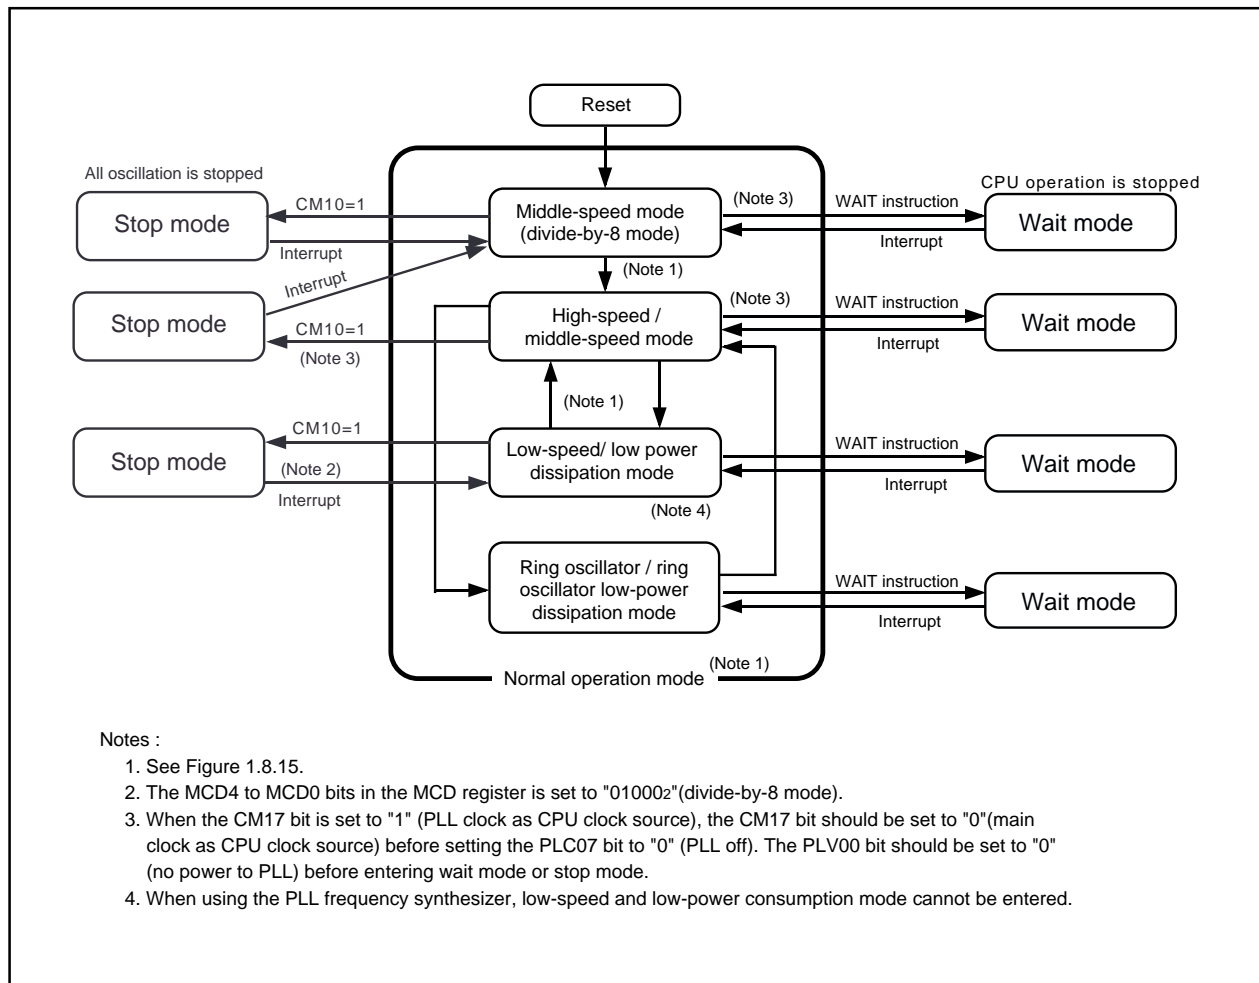 Reset
All oscillation is stopped
CPU operation is stopped
Stop mode
CM10=1
Interrupt
Middle-speed mode
(divide-by-8 mode)
(Note 3)
WAIT instruction
Interrupt
Wait mode
Interrupt
(Note 1)
Stop mode
CM10=1
(Note 3)
High-speed /
middle-speed mode
(Note 3)
WAIT instruction
Interrupt
Wait mode
(Note 1)
Stop mode
CM10=1
(Note 2)
Interrupt
Low-speed/ low power
dissipation mode
(Note 4)
WAIT instruction
Interrupt
Wait mode
Ring oscillator / ring
oscillator low-power
dissipation mode
WAIT instruction
Interrupt
Wait mode
Normal operation mode
(Note 1)
Notes :
1. See Figure 1.8.15.
2. The MCD4 to MCD0 bits in the MCD register is set to "01000₂"(divide-by-8 mode).
3. When the CM17 bit is set to "1" (PLL clock as CPU clock source), the CM17 bit should be set to "0"(main
clock as CPU clock source) before setting the PLC07 bit to "0" (PLL off). The PLV00 bit should be set to "0"
(no power to PLL) before entering wait mode or stop mode.
4. When using the PLL frequency synthesizer, low-speed and low-power consumption mode cannot be entered.